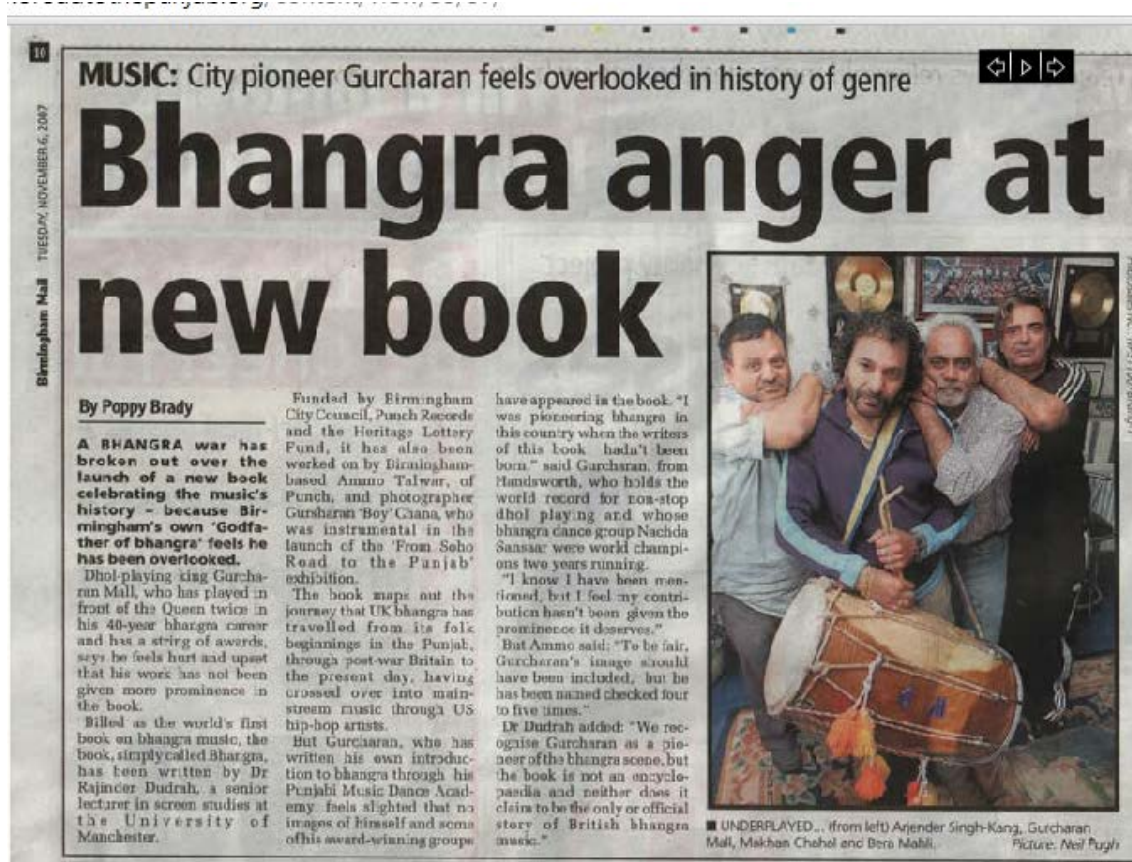 10
Birmingham Mail TUESDAY, NOVEMBER 6, 2007
MUSIC: City pioneer Gurcharan feels overlooked in history of genre
Bhangra anger at
new book
By Poppy Brady
A BHANGRA war has
broken out over the
launch of a new book
celebrating the music's
history – because Bir-
mingham's own 'Godfa-
ther of bhangra' feels he
has been overlooked.
Dhol-playing king Gurcha-
ran Mall, who has played in
front of the Queen twice in
his 40-year bhangra career
and has a string of awards,
says he feels hurt and upset
that his work has not been
given more prominence in
the book.
Billed as the world's first
book on bhangra music, the
book, simply called Bhangra,
has been written by Dr
Rajinder Dudrah, a senior
lecturer in screen studies at
the University of
Manchester.
Funded by Birmingham
City Council, Punch Records
and the Heritage Lottery
Fund, it has also been
worked on by Birmingham-
based Ammo Talwar, of
Punch, and photographer
Gursharan 'Boy' Chana, who
was instrumental in the
launch of the 'From Soho
Road to the Punjab'
exhibition.
The book maps out the
journey that UK bhangra has
travelled from its folk
beginnings in the Punjab,
through post-war Britain to
the present day, having
crossed over into main-
stream music through US
hip-hop artists.
But Gurcharan, who has
written his own introduc-
tion to bhangra through his
Punjabi Music Dance Acad-
emy feels slighted that no
images of himself and some
of his award-winning groups
have appeared in the book. "I
was pioneering bhangra in
this country when the writers
of this book hadn't been
born," said Gurcharan, from
Handsworth, who holds the
world record for non-stop
dhol playing and whose
bhangra dance group Nachda
Sansaar were world champi-
ons two years running.
"I know I have been men-
tioned, but I feel my contri-
bution hasn't been given the
prominence it deserves."
But Ammo said: "To be fair,
Gurcharan's image should
have been included, but he
has been named checked four
to five times."
Dr Dudrah added: "We rec-
ognise Gurcharan as a pio-
neer of the bhangra scene, but
the book is not an encyclo-
paedia and neither does it
claim to be the only or official
story of British bhangra
music."
■ UNDERPLAYED... (from left) Arjender Singh-Kang, Gurcharan
Mall, Makhan Chahal and Bera Mahli. Picture: Neil Pugh